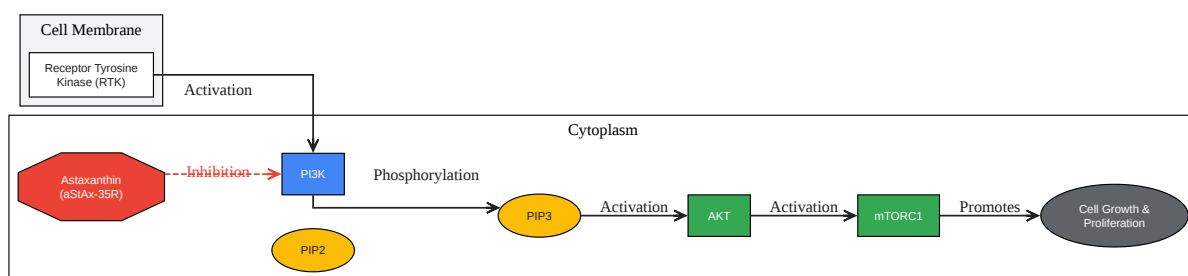 Cell Membrane
Receptor Tyrosine
Kinase (RTK)
Activation
Cytoplasm
Astaxanthin
(aStAx-35R)
Inhibition
PI3K
Phosphorylation
PIP2
PIP3
Activation
AKT
Activation
mTORC1
Promotes
Cell Growth &
Proliferation